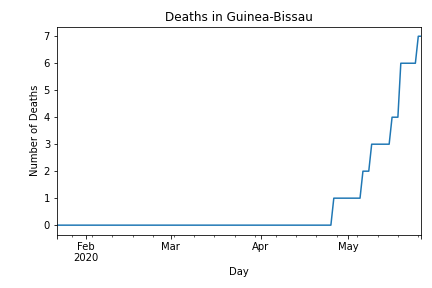 Deaths in Guinea-Bissau
7
6
5
4
3
2
1
0
Number of Deaths
Feb
2020
Mar
Apr
May
Day